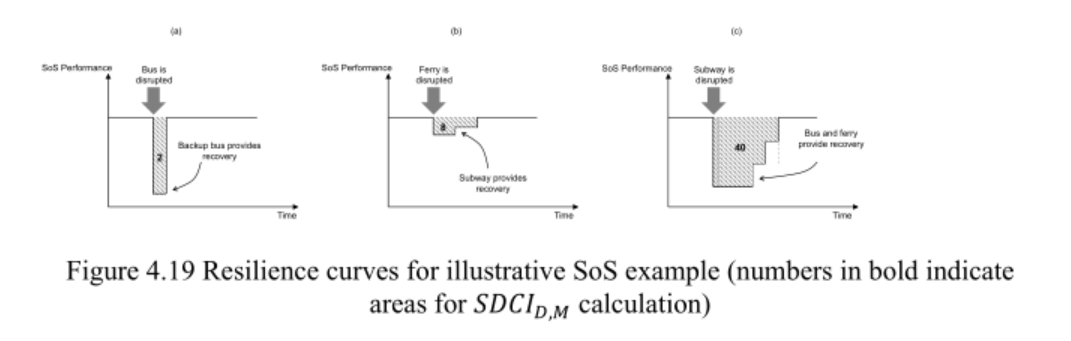 (a)
SoS Performance
Bus is
disrupted
2
Backup bus provides
recovery
Time
(b)
SoS Performance
Ferry is
disrupted
8
Subway provides
recovery
Time
(c)
SoS Performance
Subway is
disrupted
40
Bus and ferry
provide recovery
Time
Figure 4.19 Resilience curves for illustrative SoS example (numbers in bold indicate
areas for SDCI_{D,M} calculation)